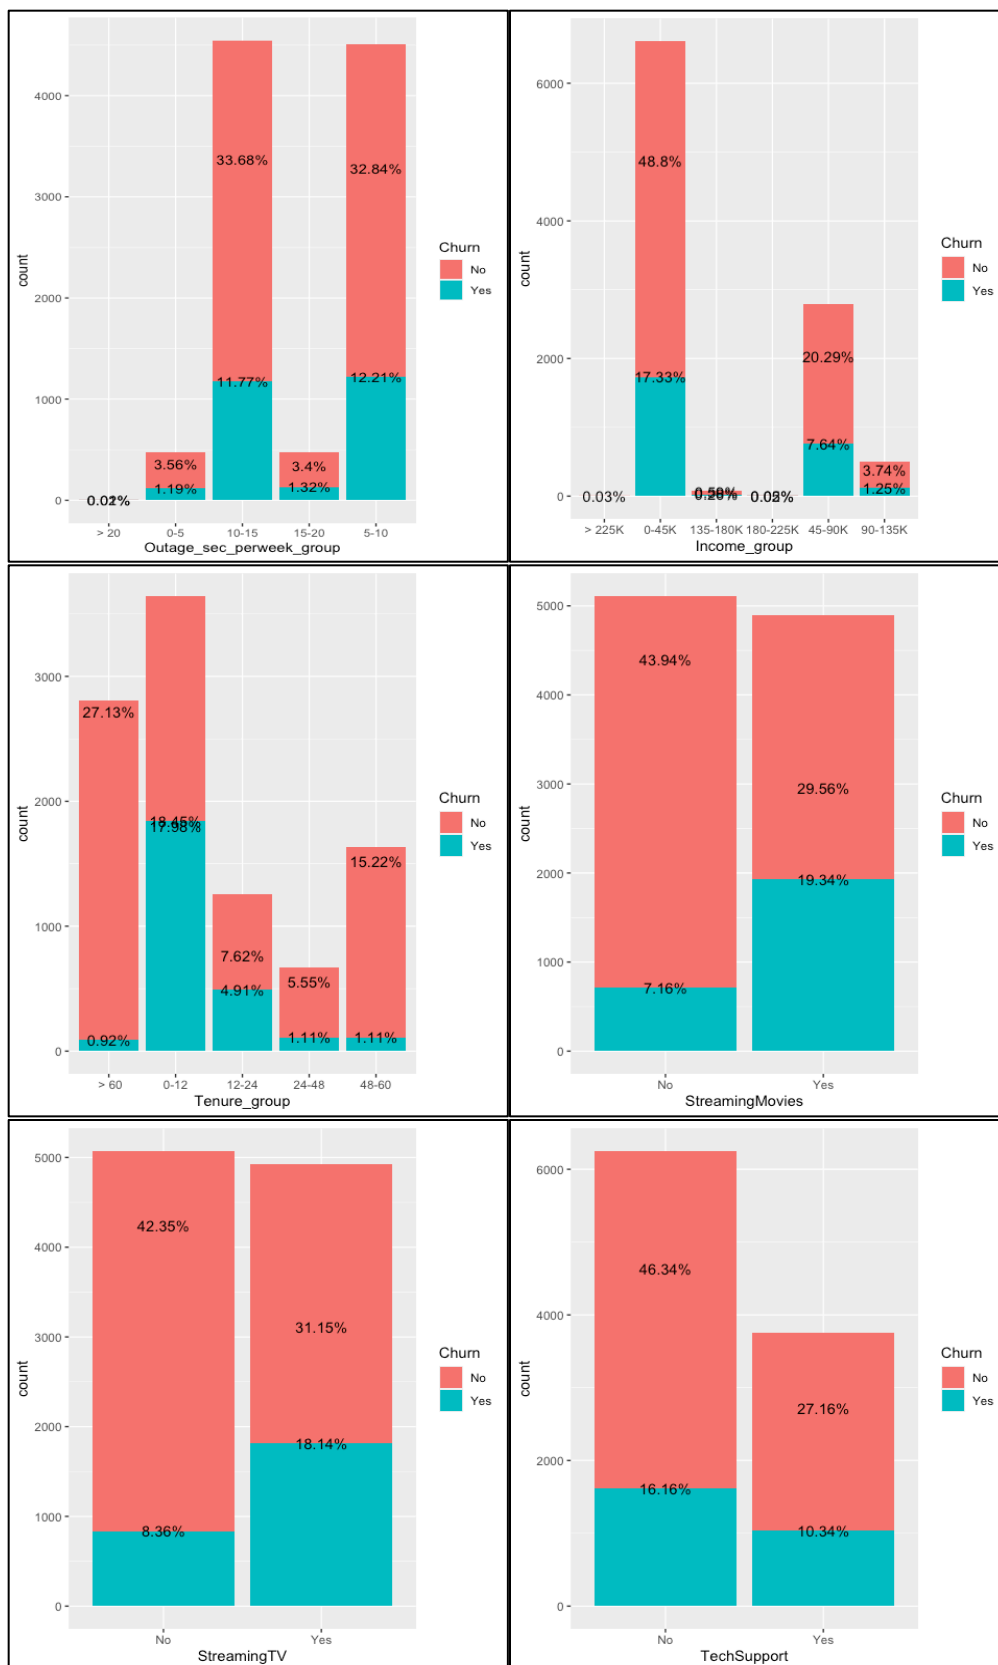 4000
3000
2000
1000
0
count
33.68%
32.84%
11.77%
12.21%
3.56%
3.4%
1.19%
1.32%
> 20
0-5
10-15
15-20
5-10
Outage_sec_perweek_group
Churn
No
Yes
6000
4000
2000
0
count
48.8%
17.33%
20.29%
7.64%
3.74%
1.25%
0.03%
> 225K
0-45K
135-180K
180-225K
45-90K
90-135K
Income_group
Churn
No
Yes
3000
2000
1000
0
count
27.13%
18.45%
17.98%
15.22%
7.62%
5.55%
4.91%
0.92%
1.11%
1.11%
> 60
0-12
12-24
24-48
48-60
Tenure_group
Churn
No
Yes
5000
4000
3000
2000
1000
0
count
43.94%
29.56%
19.34%
7.16%
No
Yes
StreamingMovies
Churn
No
Yes
5000
4000
3000
2000
1000
0
count
42.35%
31.15%
18.14%
8.36%
No
Yes
StreamingTV
Churn
No
Yes
6000
4000
2000
0
count
46.34%
27.16%
16.16%
10.34%
No
Yes
TechSupport
Churn
No
Yes